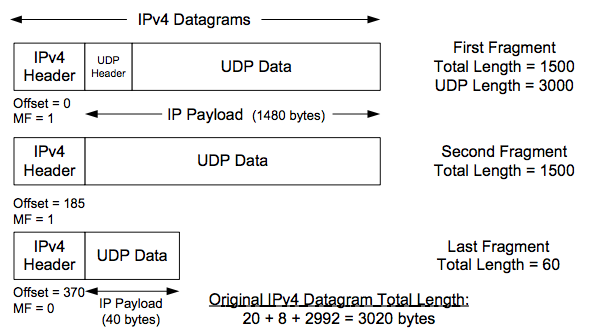 IPv4 Datagrams
IPv4 Header
UDP Header
UDP Data
First Fragment
Total Length = 1500
UDP Length = 3000
Offset = 0
MF = 1
IP Payload (1480 bytes)
IPv4 Header
UDP Data
Second Fragment
Total Length = 1500
Offset = 185
MF = 1
IPv4 Header
UDP Data
Last Fragment
Total Length = 60
Offset = 370
MF = 0
IP Payload
(40 bytes)
Original IPv4 Datagram Total Length:
20 + 8 + 2992 = 3020 bytes